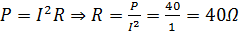 P = I²R ⇒ R = P/I² = 40/1 = 40Ω